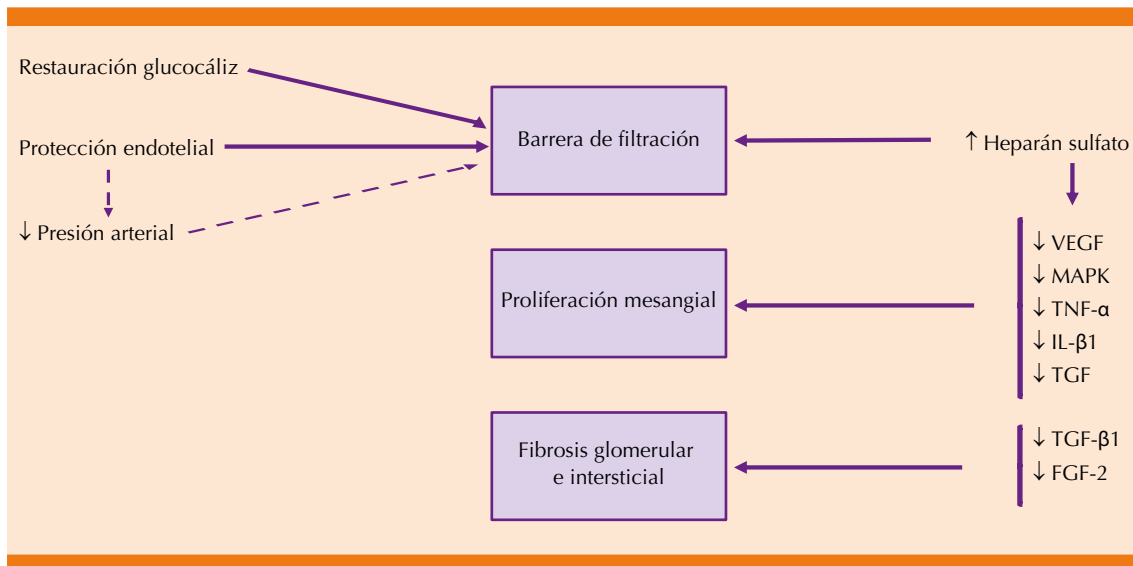 Restauración glucocáliz
Protección endotelial
↓ Presión arterial
Barrera de filtración
Proliferación mesangial
Fibrosis glomerular
e intersticial
↑ Heparán sulfato
↓ VEGF
↓ MAPK
↓ TNF-α
↓ IL-β1
↓ TGF
↓ TGF-β1
↓ FGF-2